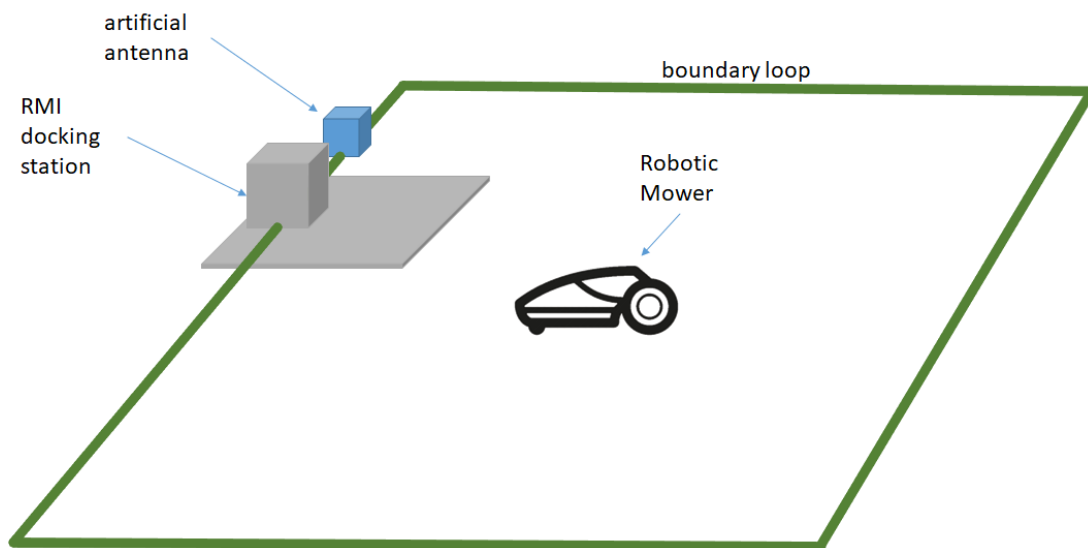 artificial
antenna
boundary loop
RMI
docking
station
Robotic
Mower